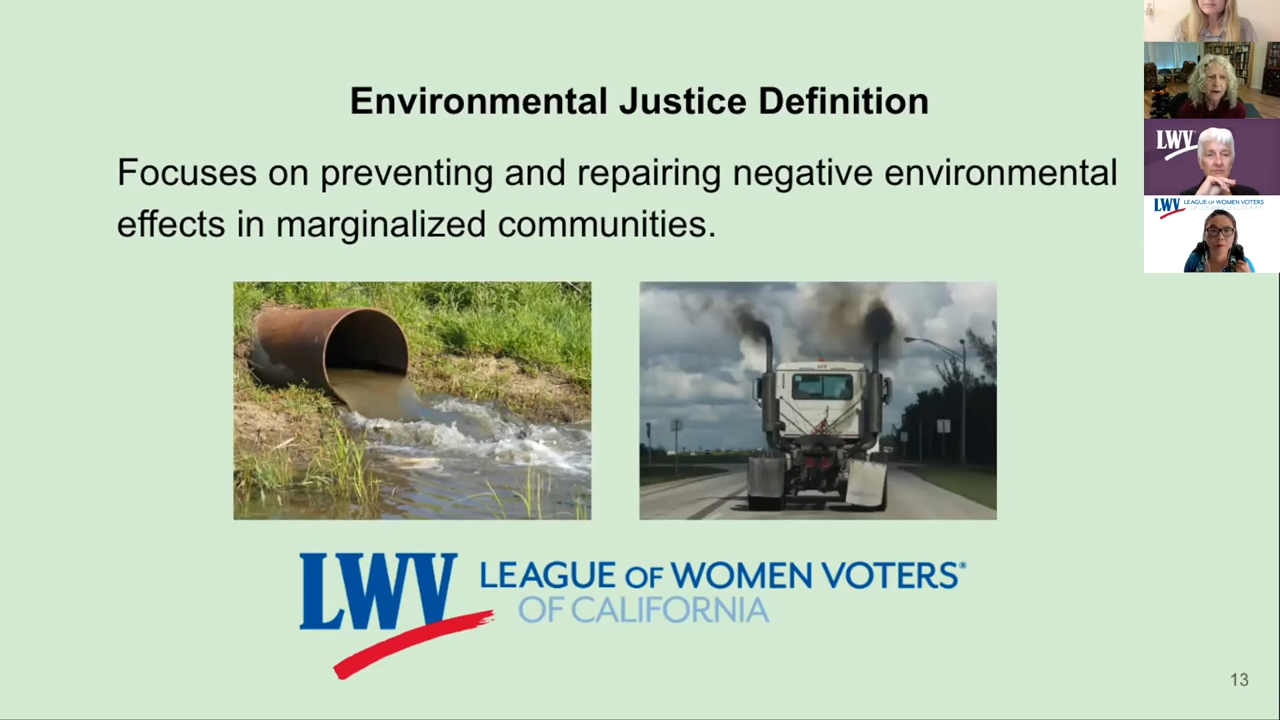 Environmental Justice Definition
Focuses on preventing and repairing negative environmental
effects in marginalized communities.
LWV LEAGUE OF WOMEN VOTERS®
OF CALIFORNIA
13
LWV
LWV LEAGUE OF WOMEN VOTERS